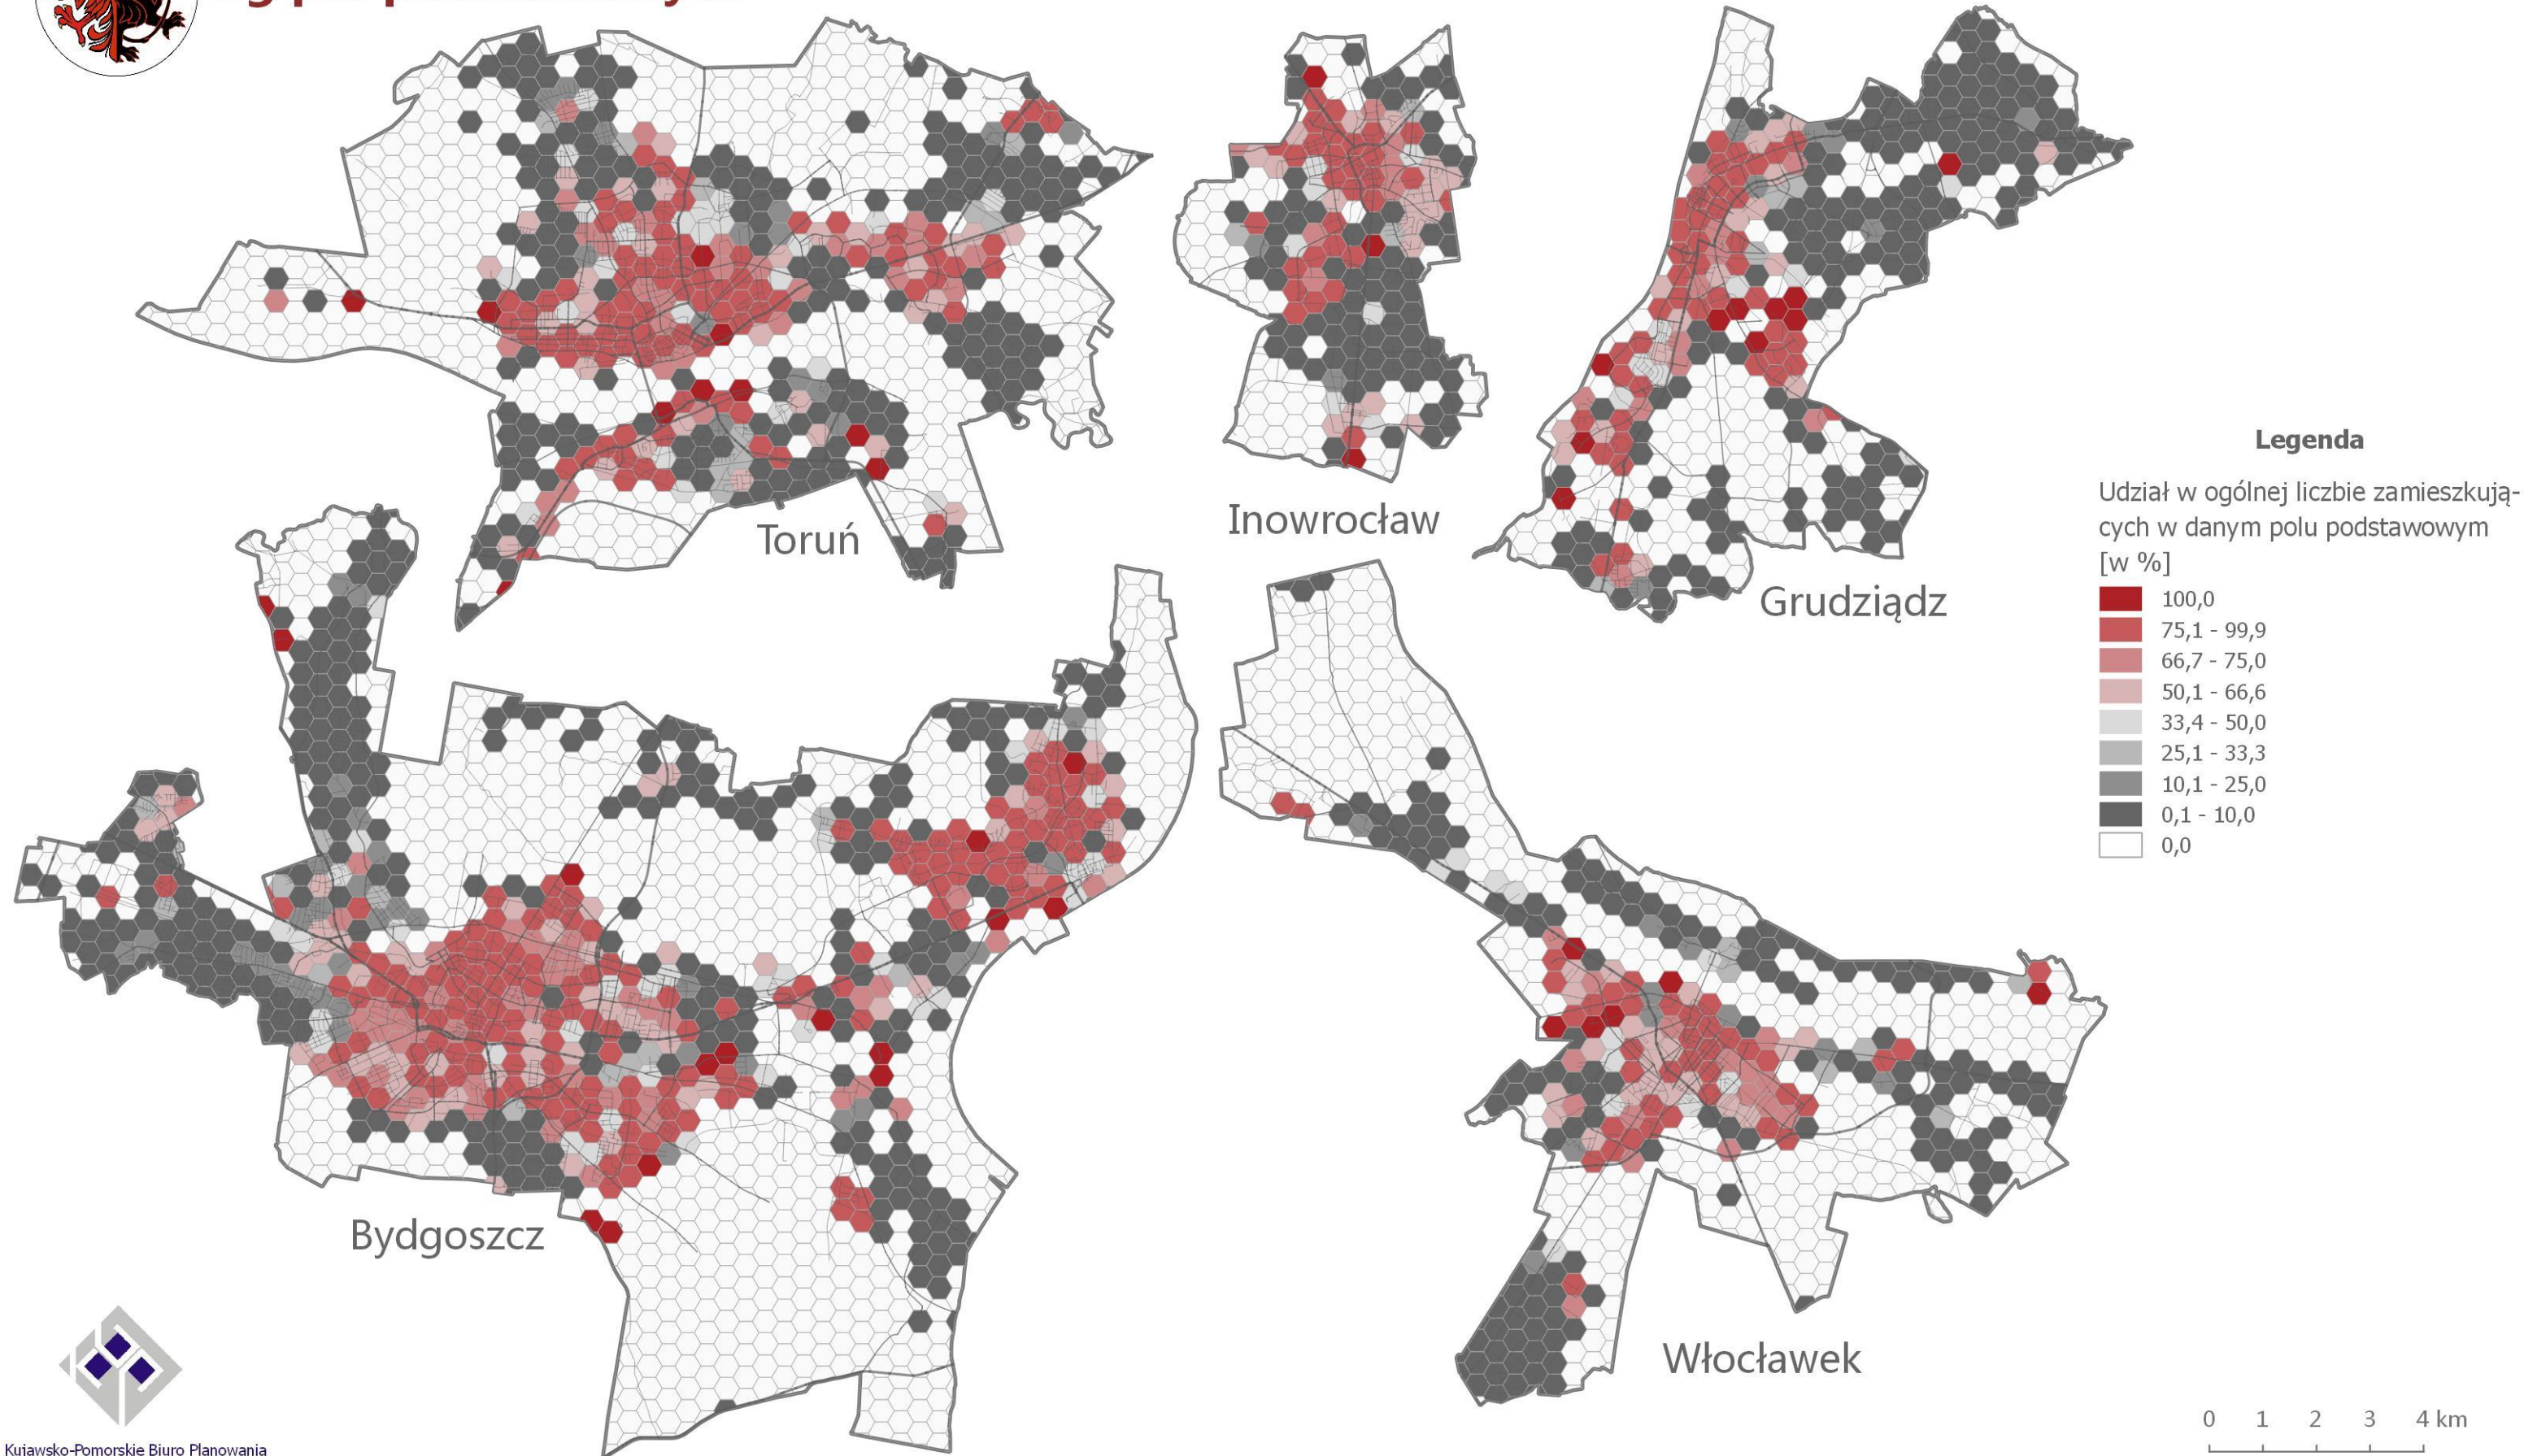 Toruń
Inowrocław
Grudziądz
Bydgoszcz
Włocławek
Legenda
Udział w ogólnej liczbie zamieszkują-
cych w danym polu podstawowym
[w %]
100,0
75,1 - 99,9
66,7 - 75,0
50,1 - 66,6
33,4 - 50,0
25,1 - 33,3
10,1 - 25,0
0,1 - 10,0
0,0
0 1 2 3 4 km
Kujawsko-Pomorskie Biuro Planowania